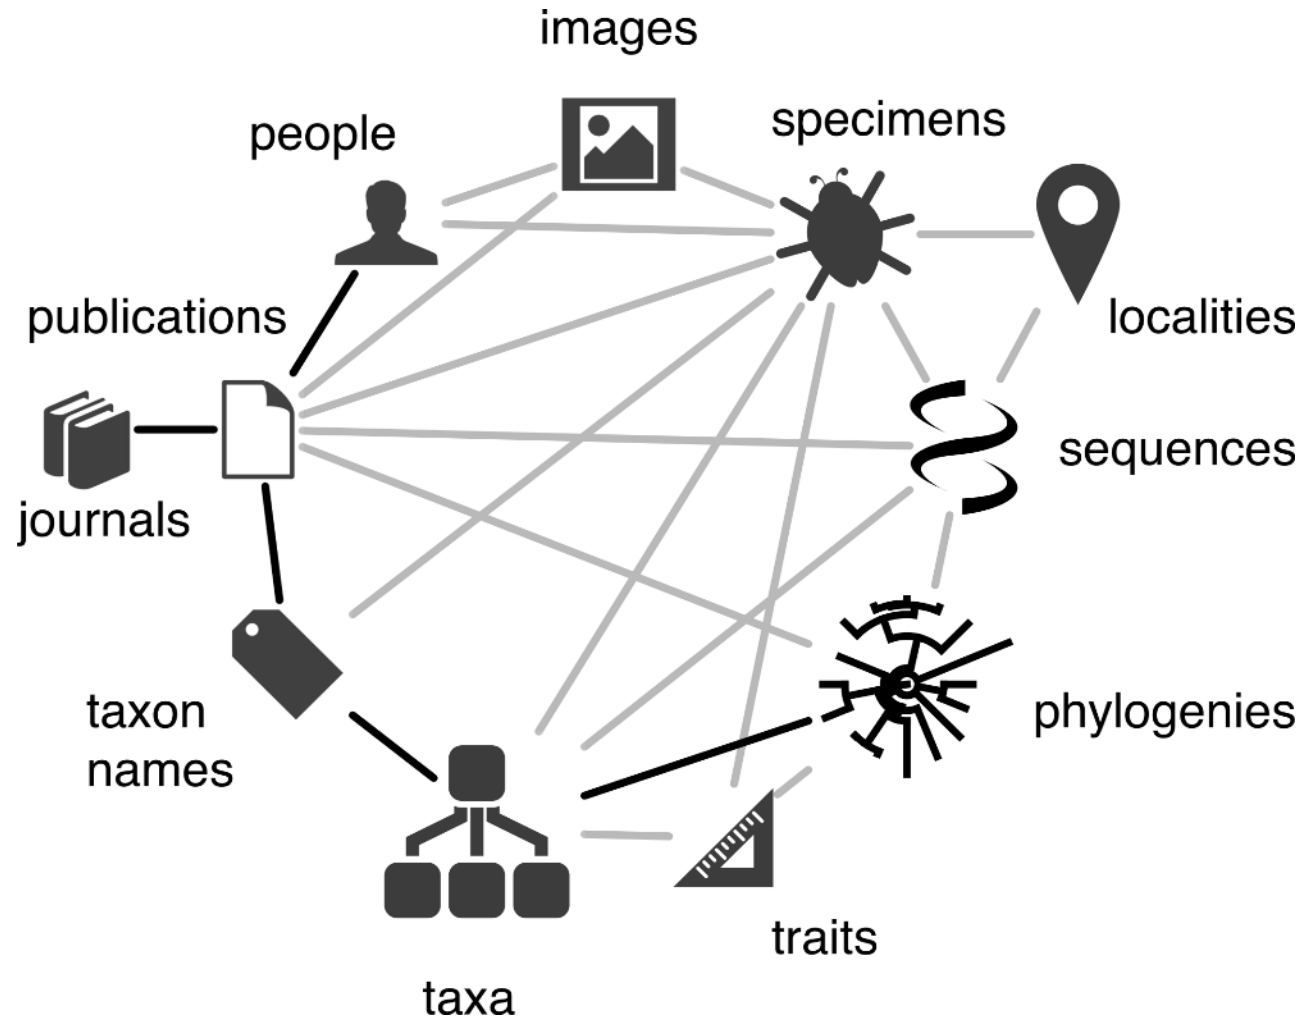 images
people
specimens
publications
localities
journals
sequences
taxon
names
phylogenies
traits
taxa